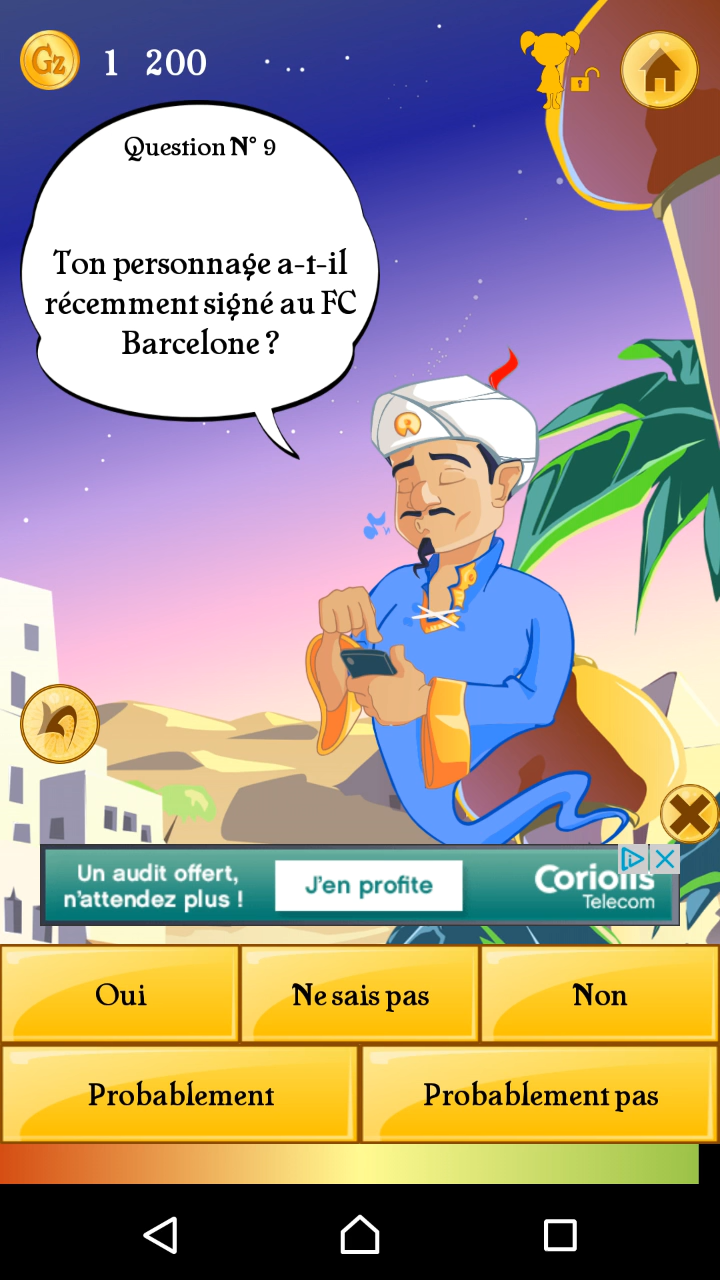 Gz 1 200
Question N° 9
Ton personnage a-t-il
récemment signé au FC
Barcelone ?
Un audit offert,
n'attendez plus !
J'en profite
Coriolis
Telecom
Oui
Ne sais pas
Non
Probablement
Probablement pas